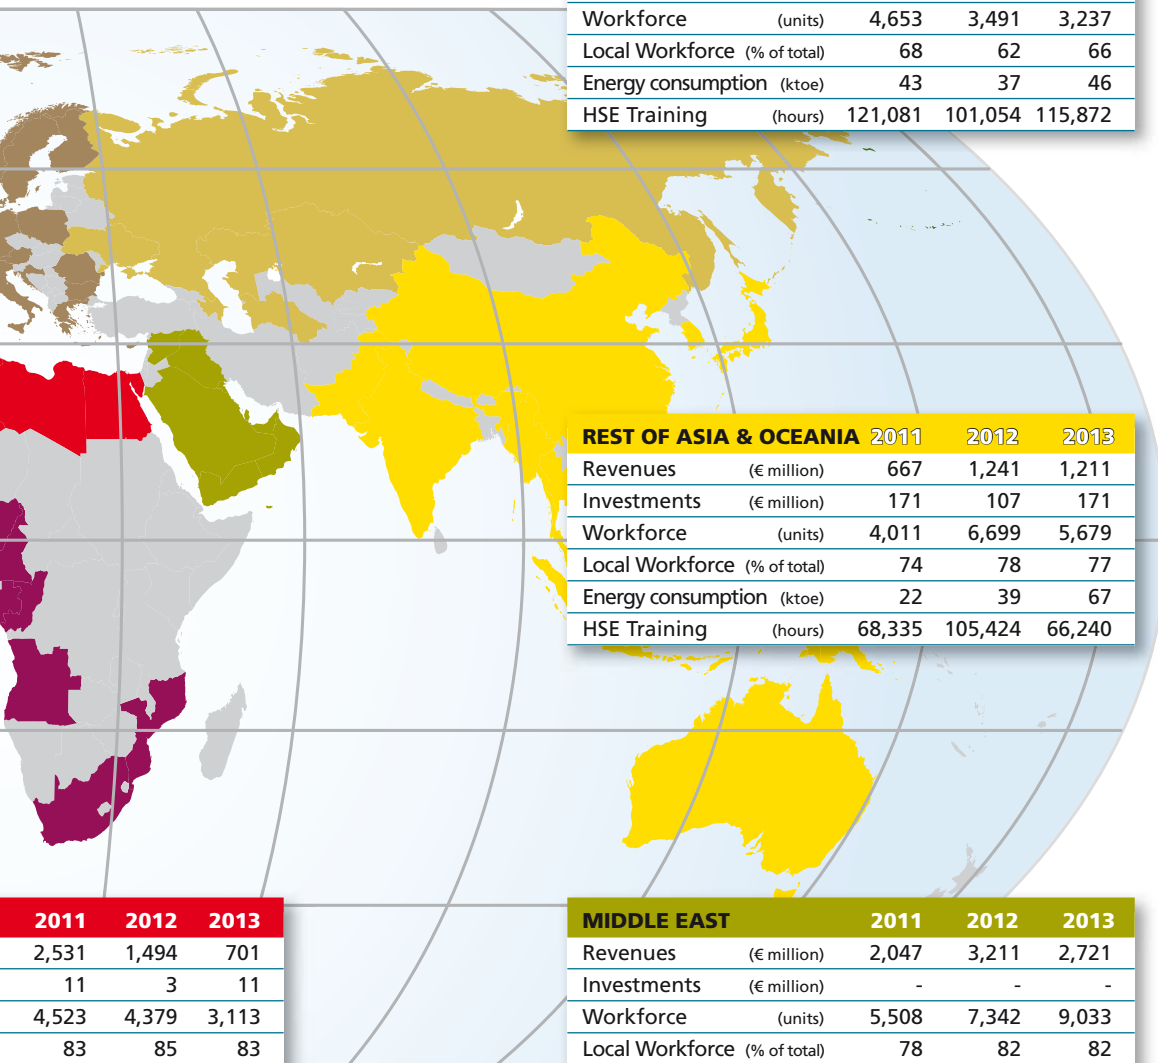 Workforce (units) 4,653 3,491 3,237
Local Workforce (% of total) 68 62 66
Energy consumption (ktoe) 43 37 46
HSE Training (hours) 121,081 101,054 115,872
REST OF ASIA & OCEANIA 2011 2012 2013
Revenues (€ million) 667 1,241 1,211
Investments (€ million) 171 107 171
Workforce (units) 4,011 6,699 5,679
Local Workforce (% of total) 74 78 77
Energy consumption (ktoe) 22 39 67
HSE Training (hours) 68,335 105,424 66,240
2011 2012 2013
2,531 1,494 701
11 3 11
4,523 4,379 3,113
83 85 83
MIDDLE EAST 2011 2012 2013
Revenues (€ million) 2,047 3,211 2,721
Investments (€ million) - - -
Workforce (units) 5,508 7,342 9,033
Local Workforce (% of total) 78 82 82